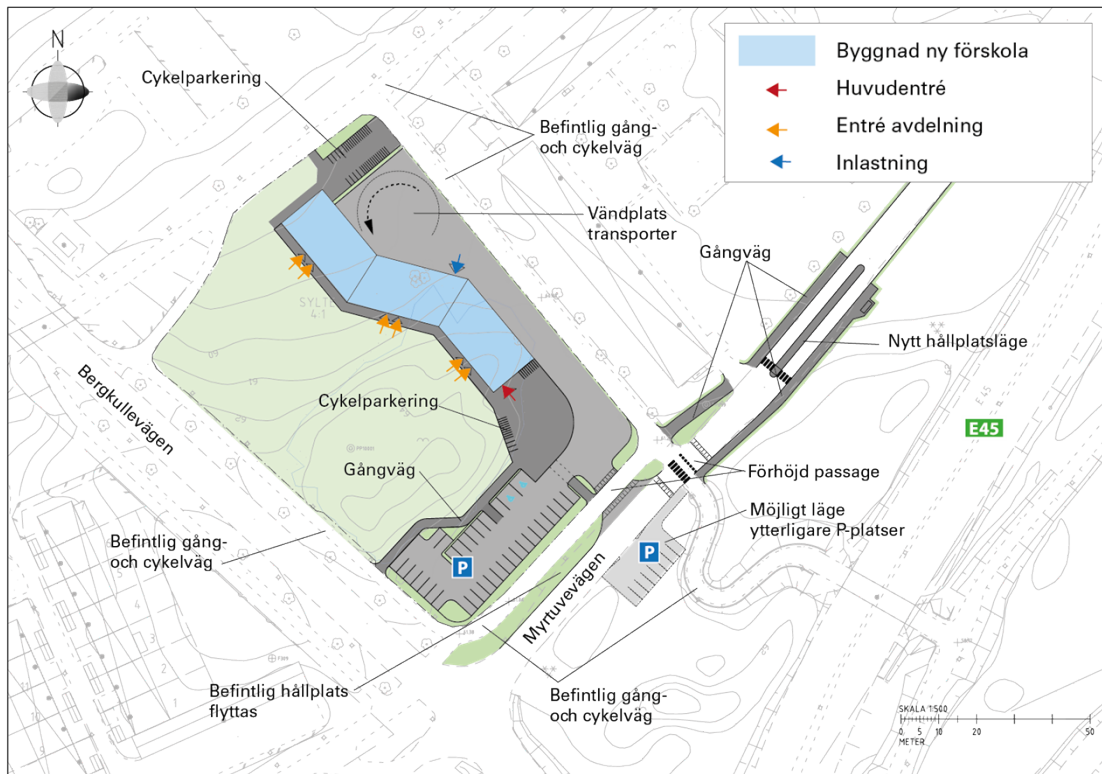 N
Cykelparkering
Befintlig gång-
och cykelväg
Byggnad ny förskola
Huvudentré
Entré avdelning
Inlastning
Vändplats
transporter
Gångväg
SYLTE
4:1
Nytt hållplatsläge
Bergkullevägen
Cykelparkering
E45
E45
Gångväg
Förhöjd passage
Möjligt läge
ytterligare P-platser
Befintlig gång-
och cykelväg
P
P
Myrtuvevägen
Befintlig hållplats
flyttas
Befintlig gång-
och cykelväg
SKALA 1:500
0 5 10 20 50
METER